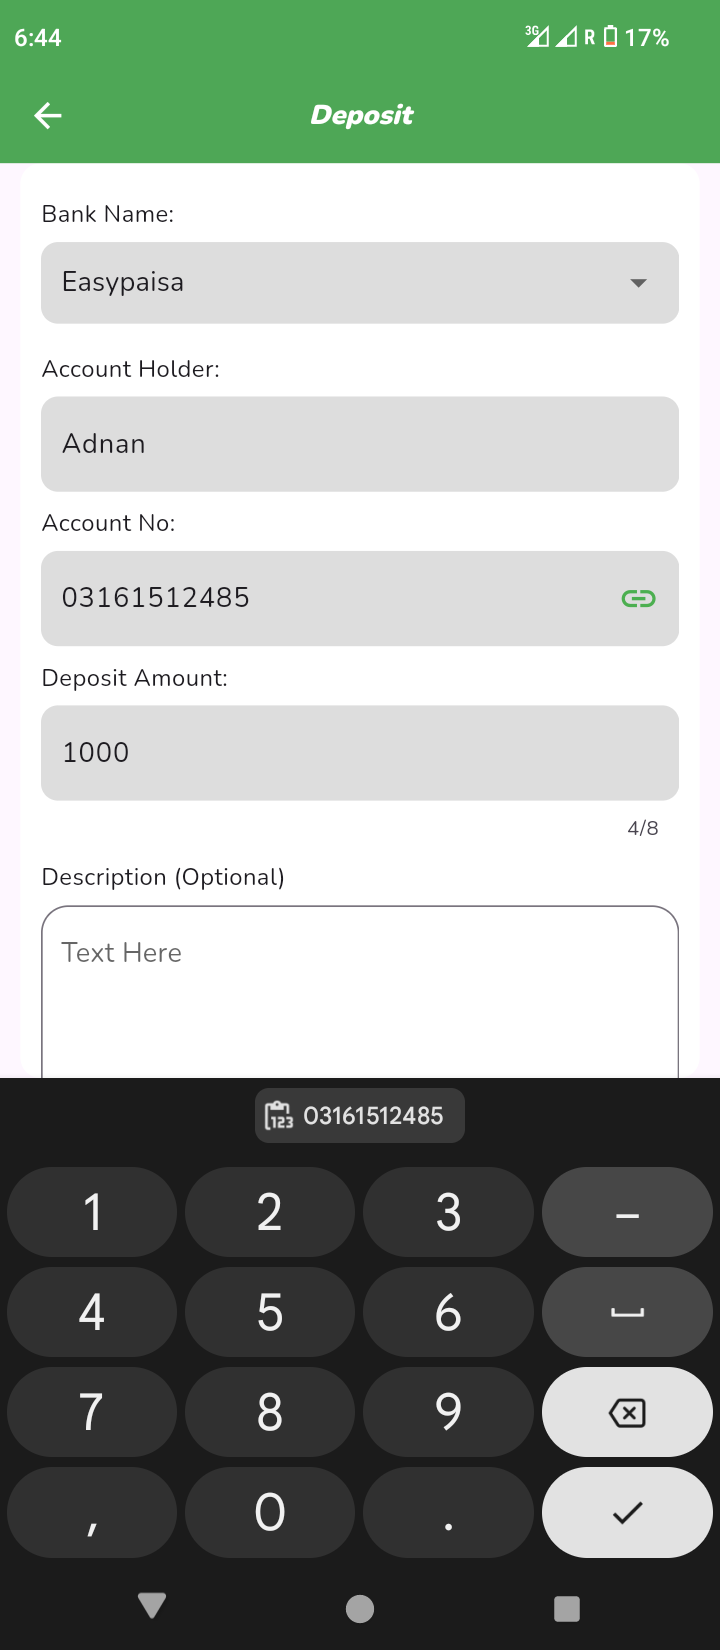 6:44
3G R 17%
Deposit
Bank Name:
Easypaisa
Account Holder:
Adnan
Account No:
03161512485
Deposit Amount:
1000
4/8
Description (Optional)
Text Here
123 03161512485
1 2 3 –
4 5 6
7 8 9
, 0 .